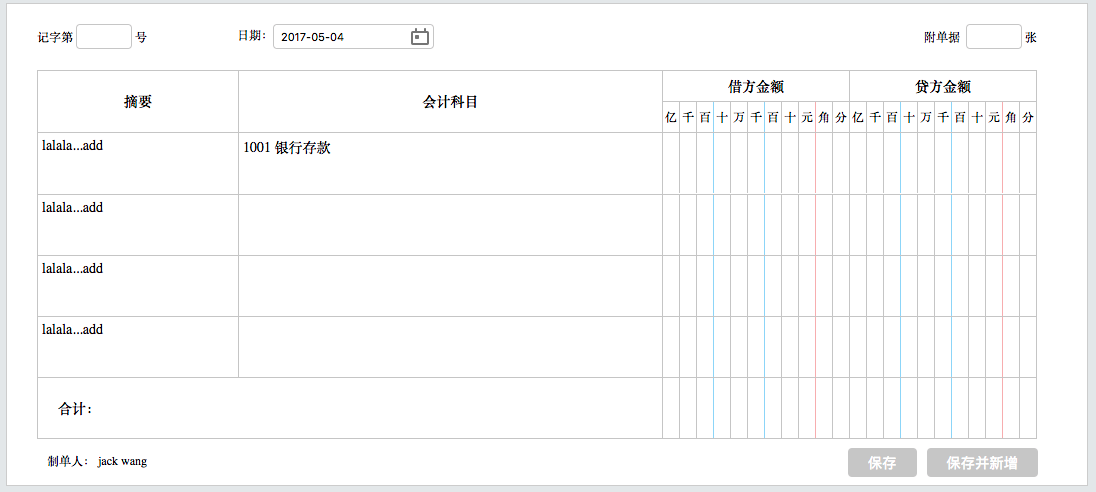 记字第 号 日期： 2017-05-04 附单据 张
摘要 会计科目 借方金额 贷方金额
亿 千 百 十 万 千 百 十 元 角 分 亿 千 百 十 万 千 百 十 元 角 分
lalala...add 1001 银行存款
lalala...add
lalala...add
lalala...add
合计：
制单人： jack wang 保存 保存并新增